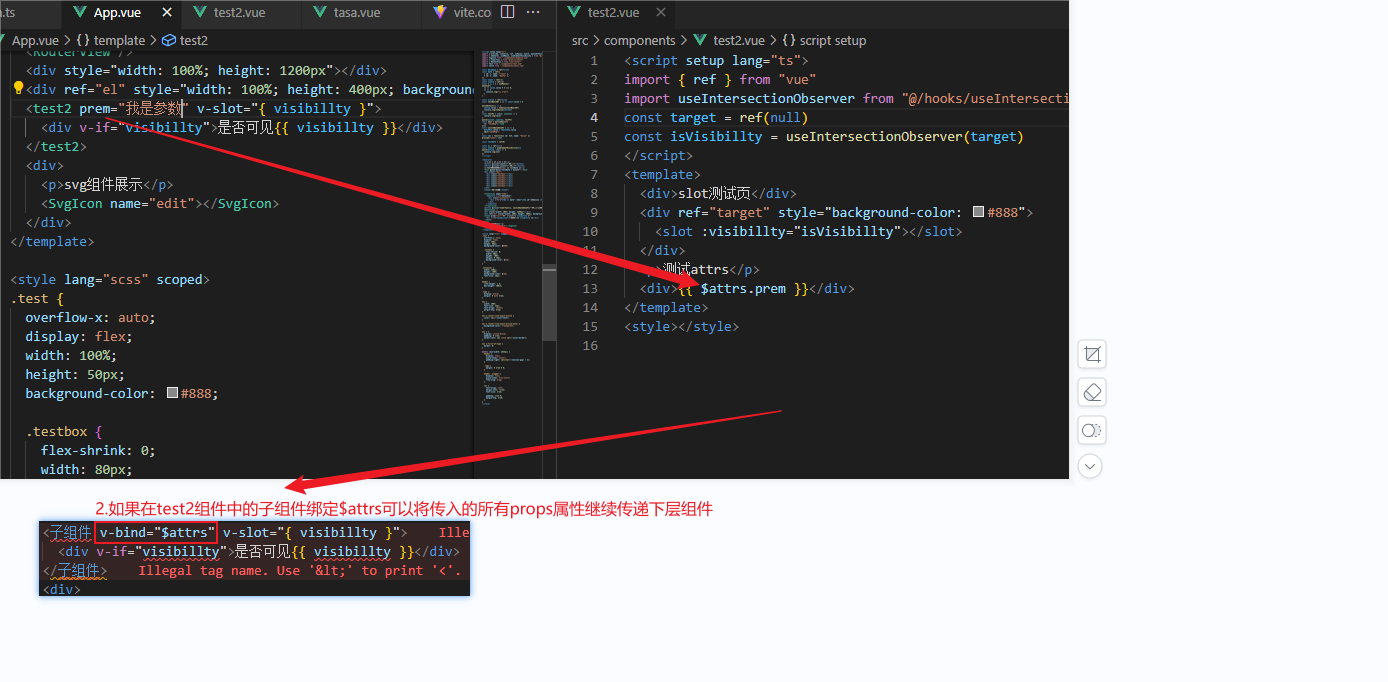 n.ts App.vue test2.vue tasa.vue vite.co ···
App.vue > {} template > test2
<RouterView />
<div style="width: 100%; height: 1200px"></div>
<div ref="el" style="width: 100%; height: 400px; background
<test2 prem="我是参数" v-slot="{ visibillty }">
<div v-if="visibillty">是否可见{{ visibillty }}</div>
</test2>
<div>
<p>svg组件展示</p>
<SvgIcon name="edit"></SvgIcon>
</div>
</template>
<style lang="scss" scoped>
.test {
overflow-x: auto;
display: flex;
width: 100%;
height: 50px;
background-color: #888;
.testbox {
flex-shrink: 0;
width: 80px;
test2.vue
src > components > test2.vue > {} script setup
1 <script setup lang="ts">
2 import { ref } from "vue"
3 import useIntersectionObserver from "@/hooks/useIntersecti
4 const target = ref(null)
5 const isVisibillty = useIntersectionObserver(target)
6 </script>
7 <template>
8 <div>slot测试页</div>
9 <div ref="target" style="background-color: #888">
10 <slot :visibillty="isVisibillty"></slot>
11 </div>
12 <p>测试attrs</p>
13 <div>{{ $attrs.prem }}</div>
14 </template>
15 <style></style>
16
2.如果在test2组件中的子组件绑定$attrs可以将传入的所有props属性继续传递下层组件
<子组件 v-bind="$attrs" v-slot="{ visibillty }"> Ille
<div v-if="visibillty">是否可见{{ visibillty }}</div>
</子组件> Illegal tag name. Use '&lt;' to print '<'.
<div>